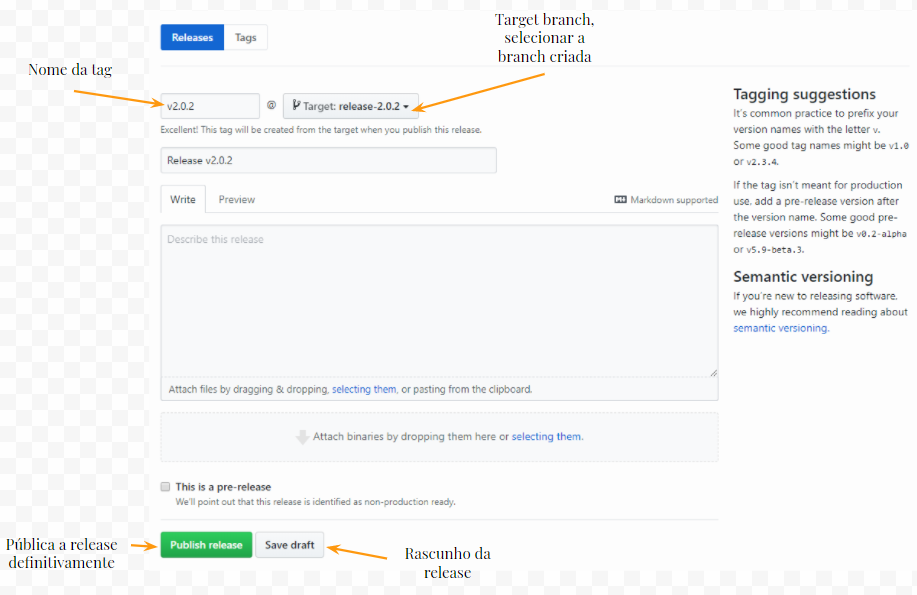 Target branch,
selecionar a
branch criada
Releases
Tags
Nome da tag
v2.0.2
@
Target: release-2.0.2
Excellent! This tag will be created from the target when you publish this release.
Release v2.0.2
Write
Preview
Markdown supported
Describe this release
Attach files by dragging & dropping, selecting them, or pasting from the clipboard.
Attach binaries by dropping them here or selecting them.
This is a pre-release
We'll point out that this release is identified as non-production ready.
Pública a release
definitivamente
Publish release
Save draft
Rascunho da
release
Tagging suggestions
It's common practice to prefix your
version names with the letter v.
Some good tag names might be v1.0
or v2.3.4.
If the tag isn't meant for production
use, add a pre-release version after
the version name. Some good pre-
release versions might be v0.2-alpha
or v5.9-beta.3.
Semantic versioning
If you're new to releasing software,
we highly recommend reading about
semantic versioning.